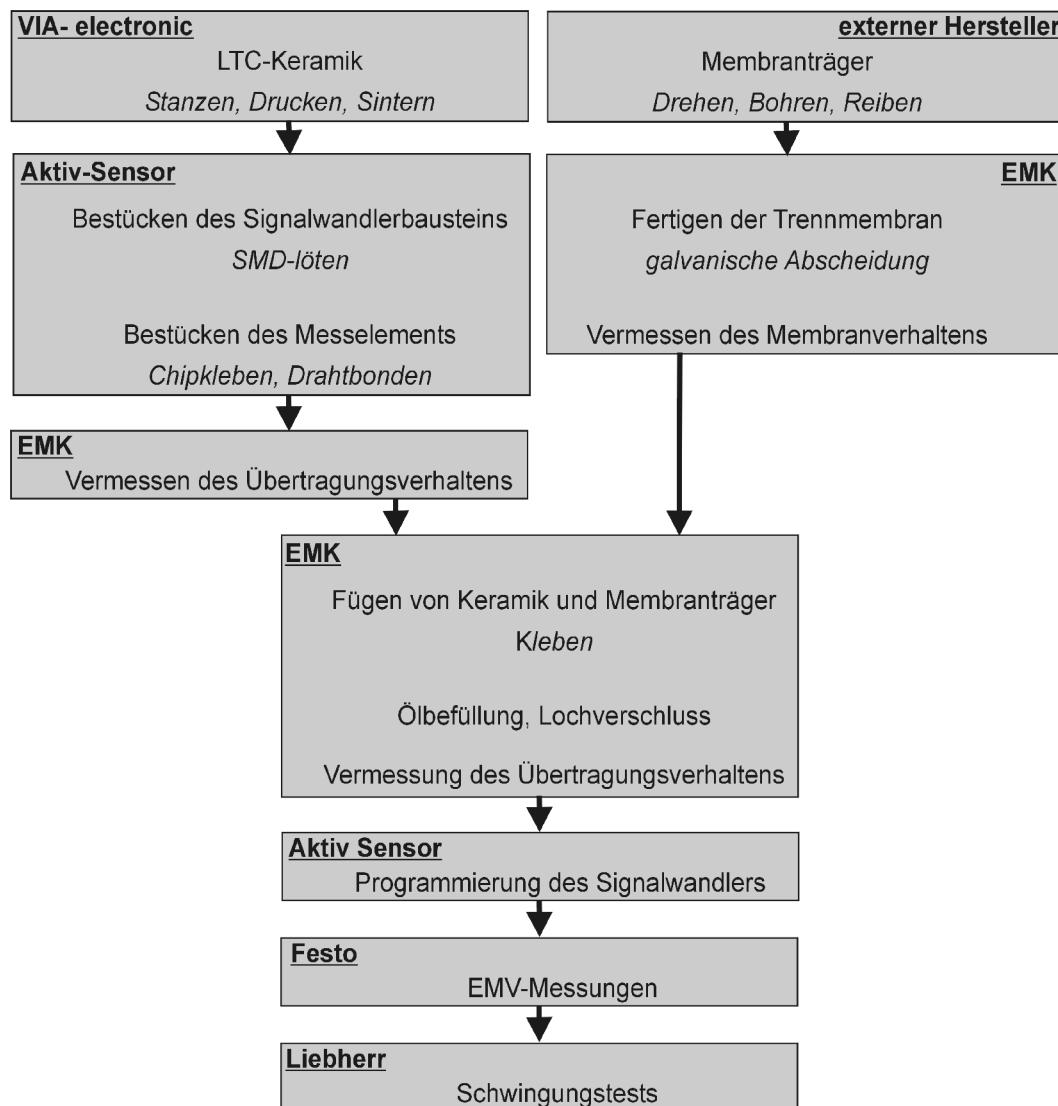 VIA- electronic
LTC-Keramik
Stanzen, Drucken, Sintern
externer Hersteller
Membranträger
Drehen, Bohren, Reiben
Aktiv-Sensor
Bestücken des Signalwandlerbausteins
SMD-löten
Bestücken des Messelements
Chipkleben, Drahtbonden
EMK
Fertigen der Trennmembran
galvanische Abscheidung
Vermessen des Membranverhaltens
EMK
Vermessen des Übertragungsverhaltens
EMK
Fügen von Keramik und Membranträger
Kleben
Ölbefüllung, Lochverschluss
Vermessung des Übertragungsverhaltens
Aktiv Sensor
Programmierung des Signalwandlers
Festo
EMV-Messungen
Liebherr
Schwingungstests